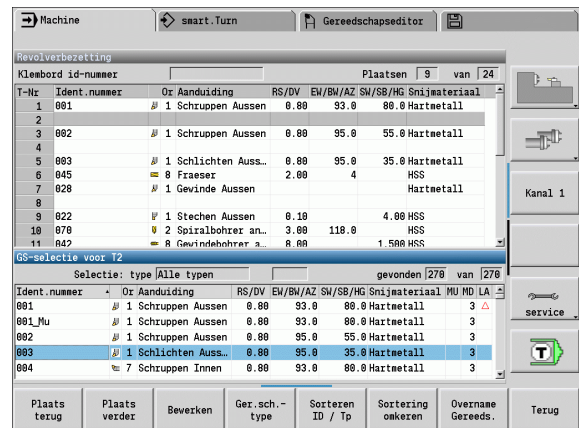 Machine smart.Turn Gereedschapseditor
Revolverbezetting
Klembord id-nummer Plaatsen 9 van 24
T-Nr Ident.nummer Or Aanduiding RS/DV EW/BW/AZ SW/SB/HG Snijmateriaal
1 001 1 Schruppen Aussen 0.80 93.0 80.0 Hartmetall
2
3 002 1 Schruppen Aussen 0.80 95.0 55.0 Hartmetall
4
5 003 1 Schlichten Auss... 0.80 95.0 35.0 Hartmetall
6 045 8 Fraeser 2.00 4 HSS
7 028 1 Gewinde Aussen Hartmetall
8
9 022 1 Stechen Aussen 0.10 4.00 HSS
10 070 2 Spiralbohrer an... 3.00 118.0 HSS
11 042 8 Gewindebohrer a... 8.00 1.500 HSS
GS-selectie voor T2
Selectie: type Alle typen gevonden 270 van 270
Ident.nummer Or Aanduiding RS/DV EW/BW/AZ SW/SB/HG Snijmateriaal MU MD LA
001 1 Schruppen Aussen 0.80 93.0 80.0 Hartmetall 3
001_Mu 1 Schruppen Aussen 0.80 93.0 80.0 Hartmetall 3
002 1 Schruppen Aussen 0.80 95.0 55.0 Hartmetall 3
003 1 Schlichten Auss... 0.80 95.0 35.0 Hartmetall 3
004 7 Schruppen Innen 0.80 93.0 80.0 Hartmetall 3
Kanal 1
service
T
Plaats terug
Plaats verder
Bewerken
Ger.sch.-type
Sorteren ID / Tp
Sortering omkeren
Overname Gereeds.
Terug